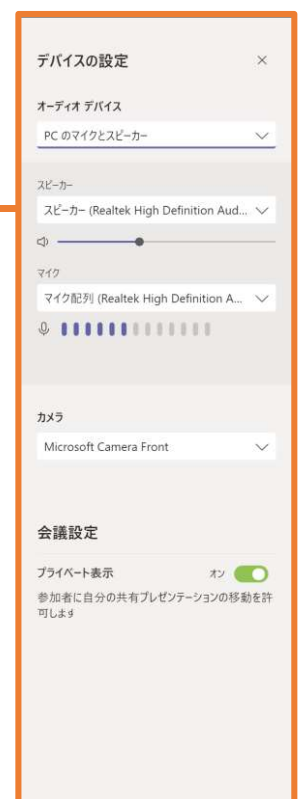 デバイスの設定
オーディオ デバイス
PC のマイクとスピーカー
スピーカー
スピーカー (Realtek High Definition Aud...
マイク
マイク配列 (Realtek High Definition A...
カメラ
Microsoft Camera Front
会議設定
プライベート表示 オン
参加者に自分の共有プレゼンテーションの移動を許
可します